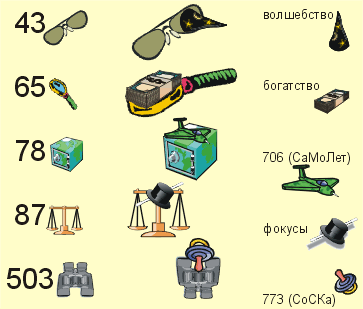 43
волшебство
65
богатство
78
706 (СаМоЛет)
87
фокусы
503
773 (СоСКа)